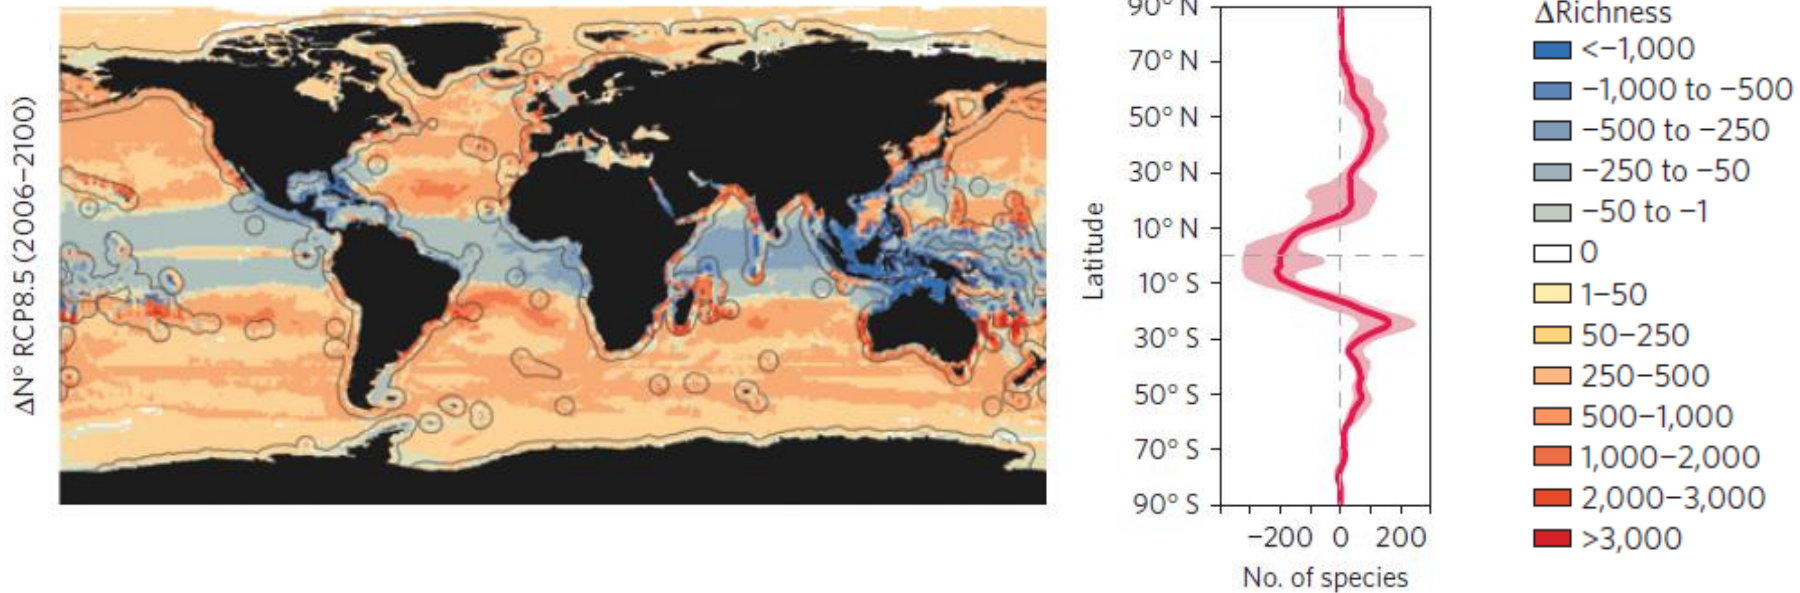 ΔN° RCP8.5 (2006–2100)
Latitude
90° N
70° N
50° N
30° N
10° N
10° S
30° S
50° S
70° S
90° S
−200 0 200
No. of species
ΔRichness
<−1,000
−1,000 to −500
−500 to −250
−250 to −50
−50 to −1
0
1–50
50–250
250–500
500–1,000
1,000–2,000
2,000–3,000
>3,000